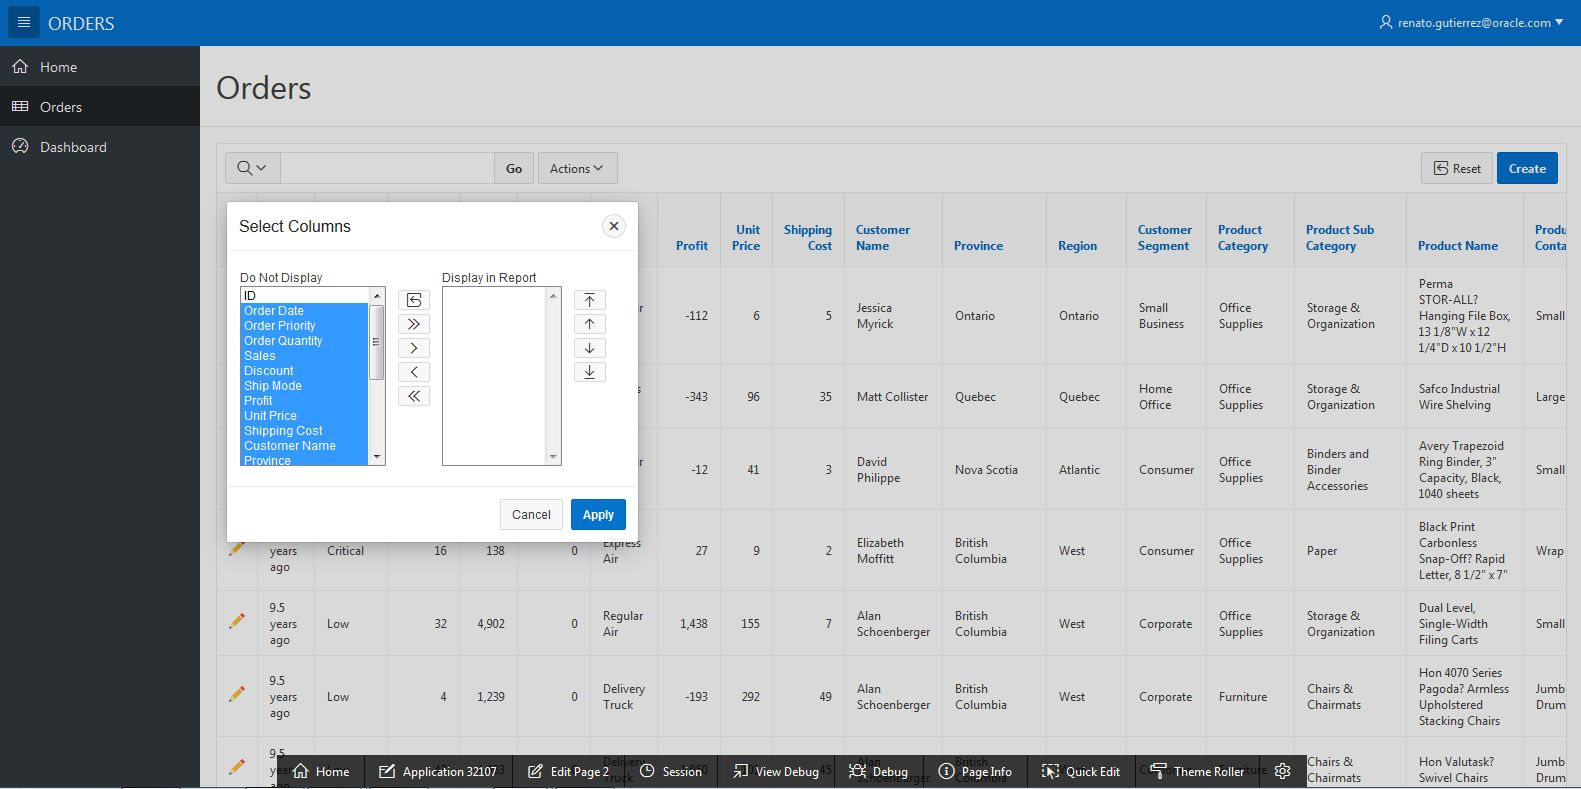 ORDERS
renato.gutierrez@oracle.com
Home
Orders
Dashboard
Orders
Go
Actions
Reset
Create
Profit
Unit Price
Shipping Cost
Customer Name
Province
Region
Customer Segment
Product Category
Product Sub Category
Product Name
Produ
Conta
Select Columns
Do Not Display
Display in Report
ID
Order Date
Order Priority
Order Quantity
Sales
Discount
Ship Mode
Profit
Unit Price
Shipping Cost
Customer Name
Province
Cancel
Apply
-112 6 5 Jessica Myrick Ontario Ontario Small Business Office Supplies Storage & Organization Perma STOR-ALL? Hanging File Box, 13 1/8"W x 12 1/4"D x 10 1/2"H Small
-343 96 35 Matt Collister Quebec Quebec Home Office Office Supplies Storage & Organization Safco Industrial Wire Shelving Large
-12 41 3 David Philippe Nova Scotia Atlantic Consumer Office Supplies Binders and Binder Accessories Avery Trapezoid Ring Binder, 3" Capacity, Black, 1040 sheets Small
years ago Critical 16 138 0 Express Air 27 9 2 Elizabeth Moffitt British Columbia West Consumer Office Supplies Paper Black Print Carbonless Snap-Off? Rapid Letter, 8 1/2" x 7" Wrap
9.5 years ago Low 32 4,902 0 Regular Air 1,438 155 7 Alan Schoenberger British Columbia West Corporate Office Supplies Storage & Organization Dual Level, Single-Width Filing Carts Small
9.5 years ago Low 4 1,239 0 Delivery Truck -193 292 49 Alan Schoenberger British Columbia West Corporate Furniture Chairs & Chairmats Hon 4070 Series Pagoda? Armless Upholstered Stacking Chairs Jumb Drum
9.5 Chairs & Chairmats Hon Valutask? Swivel Chairs Jumb Drum
Home
Application 32107
Edit Page 2
Session
View Debug
Debug
Page Info
Quick Edit
Theme Roller